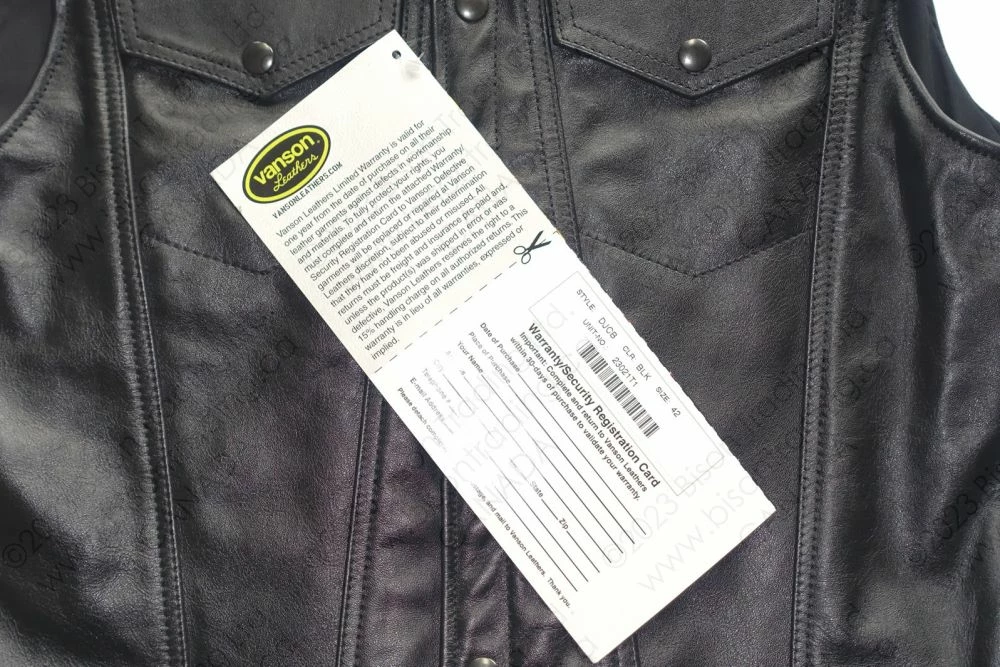 vanson
Leathers
VANSONLEATHERS.COM
Vanson Leathers Limited Warranty is valid for
one year from the date of purchase on all their
leather garments against defects in workmanship
and materials. To fully protect your rights, you
must complete and return the attached Warranty/
Security Registration Card to Vanson. Defective
garments will be replaced or repaired at Vanson
Leathers discretion, subject to their determination
that they have not been abused or misused. All
returns must be freight and insurance pre-paid and,
unless the product(s) was shipped in error or was
defective, Vanson Leathers reserves the right to a
15% handling charge on all authorized returns. This
warranty is in lieu of all warranties, expressed or
implied.
STYLE DJCB CLR BLK SIZE 42
UNIT-NO 23021T1
Warranty/Security Registration Card
Important: Complete and return to Vanson Leathers
within 30-days of purchase to validate your warranty.
Date of Purchase
Place of Purchase
Your Name
State Zip
Telephone #
E-mail Address
Please detach and mail to Vanson Leathers. Thank you.
www.bisc